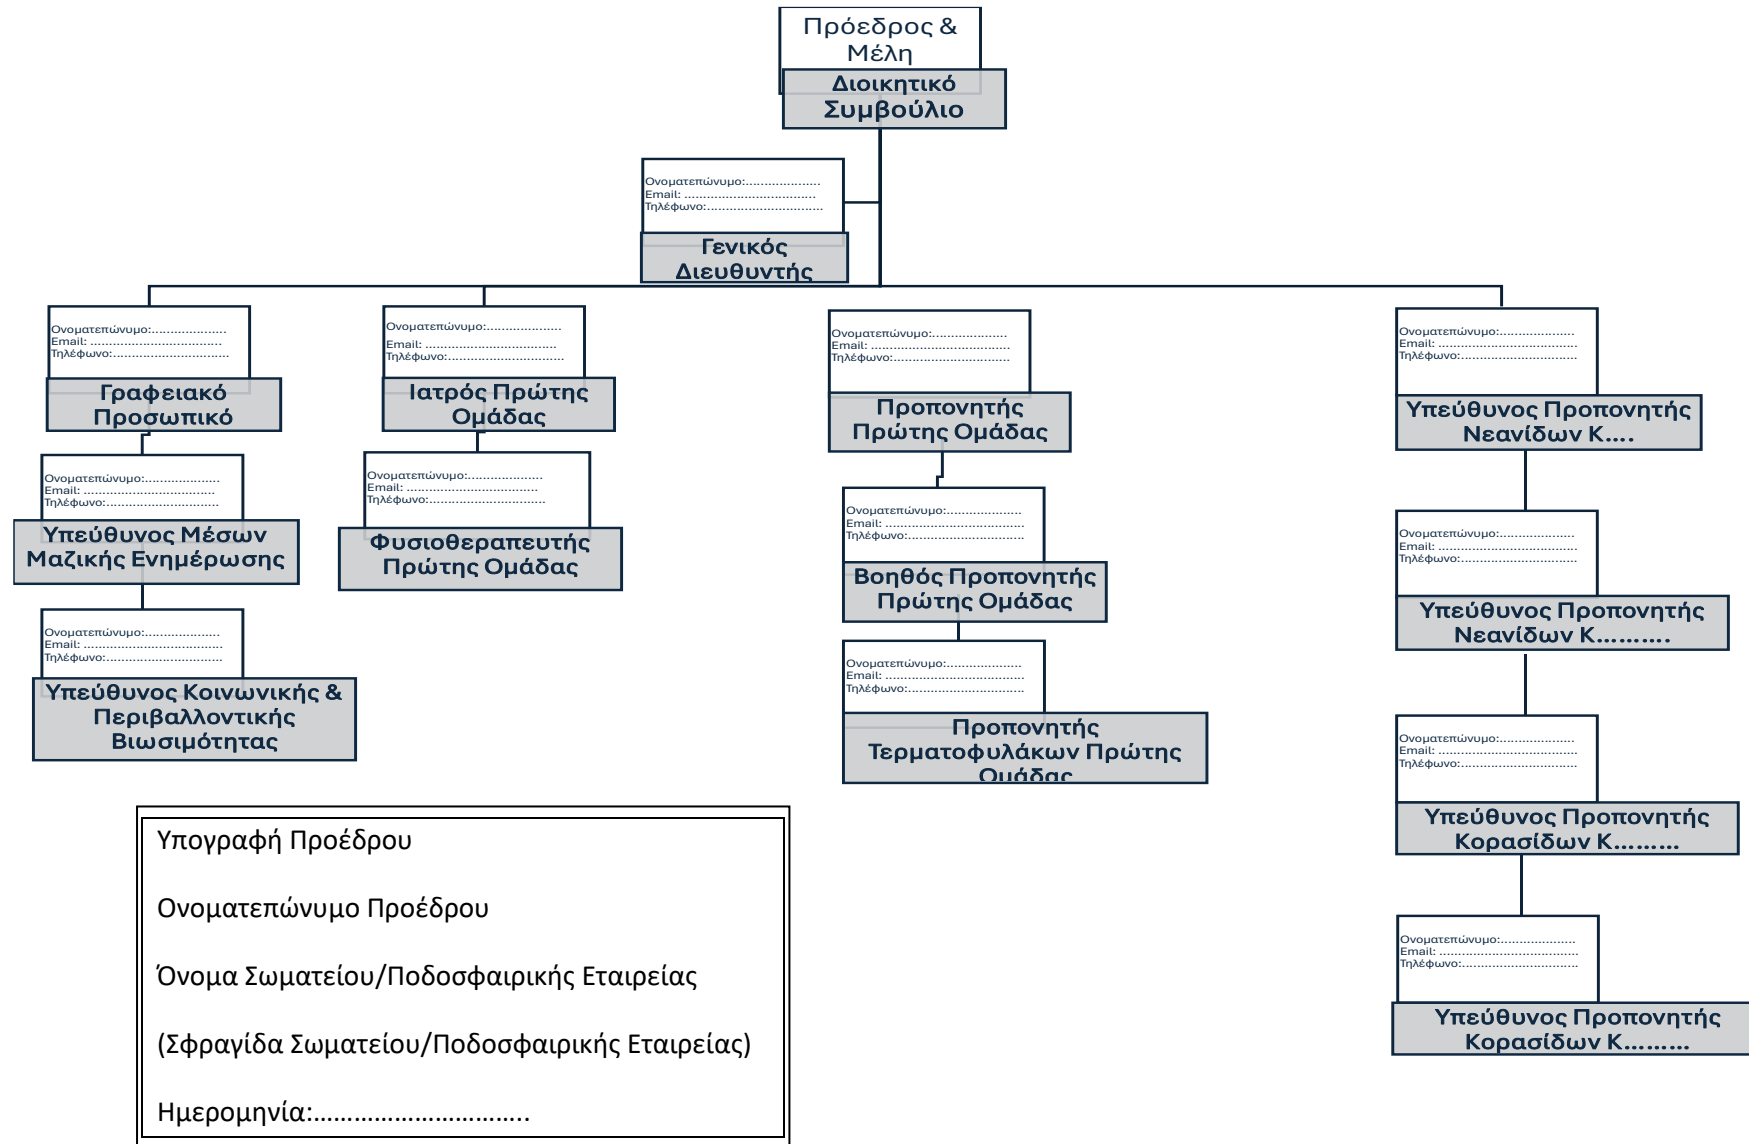 Πρόεδρος &
Μέλη
Διοικητικό
Συμβούλιο
Ονοματεπώνυμο:....................
Email: ...................................
Τηλέφωνο:...............................
Γενικός
Διευθυντής
Ονοματεπώνυμο:....................
Email: ...................................
Τηλέφωνο:...............................
Γραφειακό
Προσωπικό
Ονοματεπώνυμο:....................
Email: ...................................
Τηλέφωνο:...............................
Υπεύθυνος Μέσων
Μαζικής Ενημέρωσης
Ονοματεπώνυμο:....................
Email: .....................................
Τηλέφωνο:...............................
Υπεύθυνος Κοινωνικής &
Περιβαλλοντικής
Βιωσιμότητας
Ονοματεπώνυμο:....................
Email: ...................................
Τηλέφωνο:...............................
Ιατρός Πρώτης
Ομάδας
Ονοματεπώνυμο:....................
Email: ...................................
Τηλέφωνο:...............................
Φυσιοθεραπευτής
Πρώτης Ομάδας
Ονοματεπώνυμο:....................
Email: .....................................
Τηλέφωνο:...............................
Προπονητής
Πρώτης Ομάδας
Ονοματεπώνυμο:....................
Email: .....................................
Τηλέφωνο:...............................
Βοηθός Προπονητής
Πρώτης Ομάδας
Ονοματεπώνυμο:....................
Email: .....................................
Τηλέφωνο:...............................
Προπονητής
Τερματοφυλάκων Πρώτης
Ομάδας
Ονοματεπώνυμο:....................
Email: .....................................
Τηλέφωνο:...............................
Υπεύθυνος Προπονητής
Νεανίδων Κ....
Ονοματεπώνυμο:....................
Email: .....................................
Τηλέφωνο:...............................
Υπεύθυνος Προπονητής
Νεανίδων Κ..........
Ονοματεπώνυμο:....................
Email: .....................................
Τηλέφωνο:...............................
Υπεύθυνος Προπονητής
Κορασίδων Κ.........
Ονοματεπώνυμο:....................
Email: .....................................
Τηλέφωνο:...............................
Υπεύθυνος Προπονητής
Κορασίδων Κ.........
Υπογραφή Προέδρου
Ονοματεπώνυμο Προέδρου
Όνομα Σωματείου/Ποδοσφαιρικής Εταιρείας
(Σφραγίδα Σωματείου/Ποδοσφαιρικής Εταιρείας)
Ημερομηνία:................................